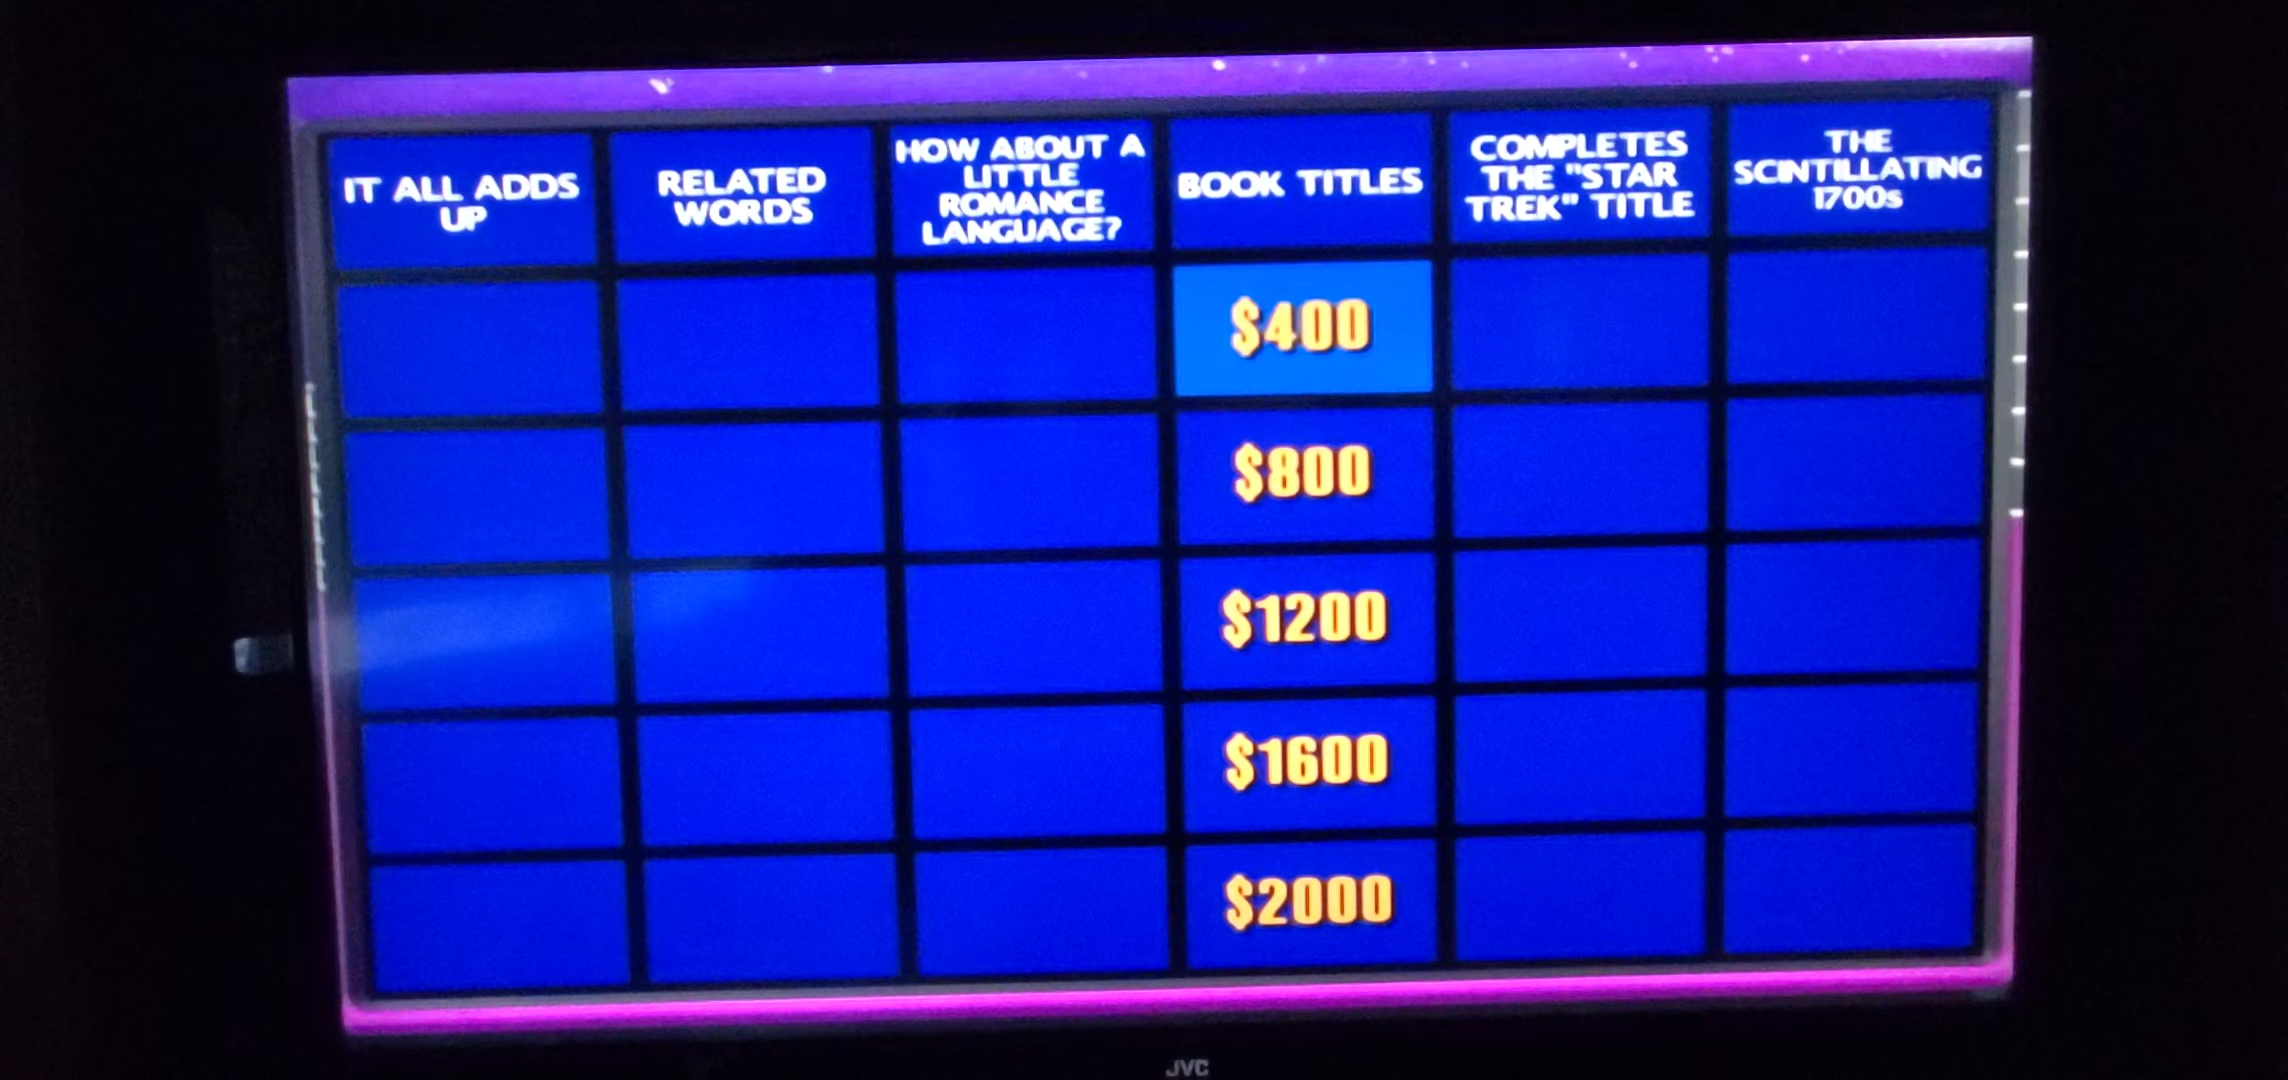 IT ALL ADDS
UP
RELATED
WORDS
HOW ABOUT A
LITTLE
ROMANCE
LANGUAGE?
BOOK TITLES
COMPLETES
THE "STAR
TREK" TITLE
THE
SCINTILLATING
1700s
$400
$800
$1200
$1600
$2000
JVC